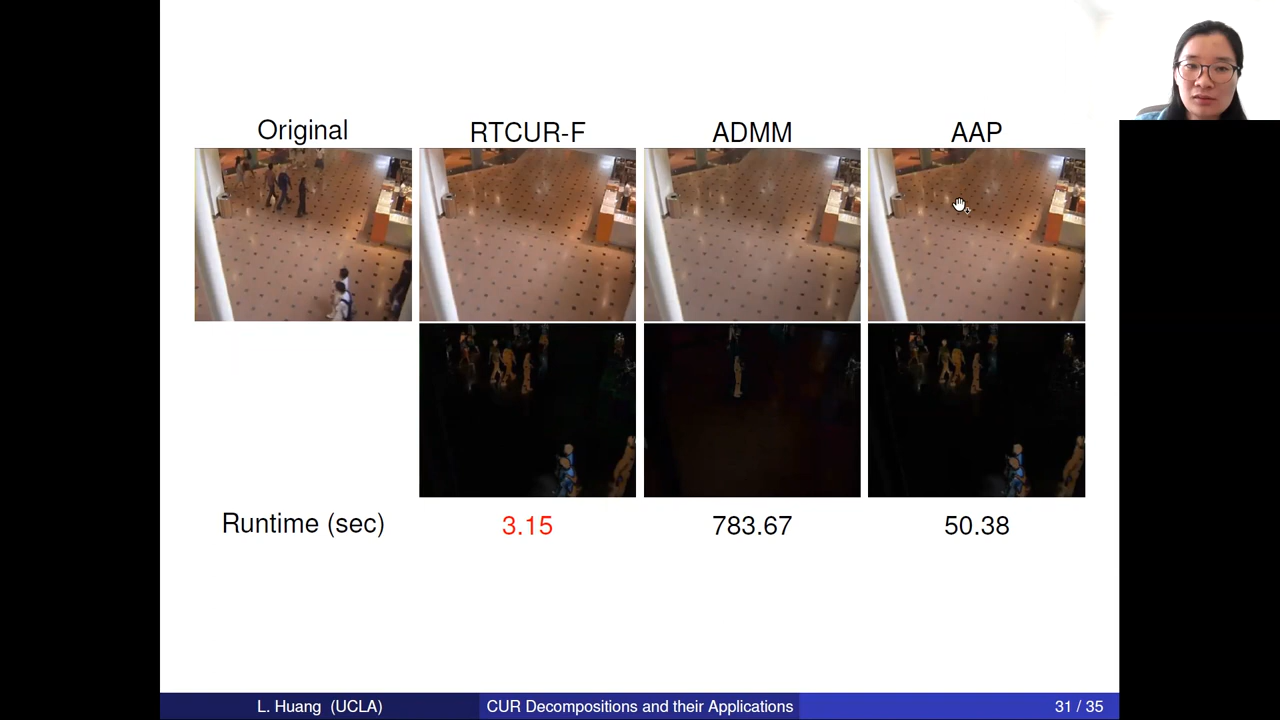 Original RTCUR-F ADMM AAP
Runtime (sec) 3.15 783.67 50.38
L. Huang (UCLA) CUR Decompositions and their Applications 31 / 35